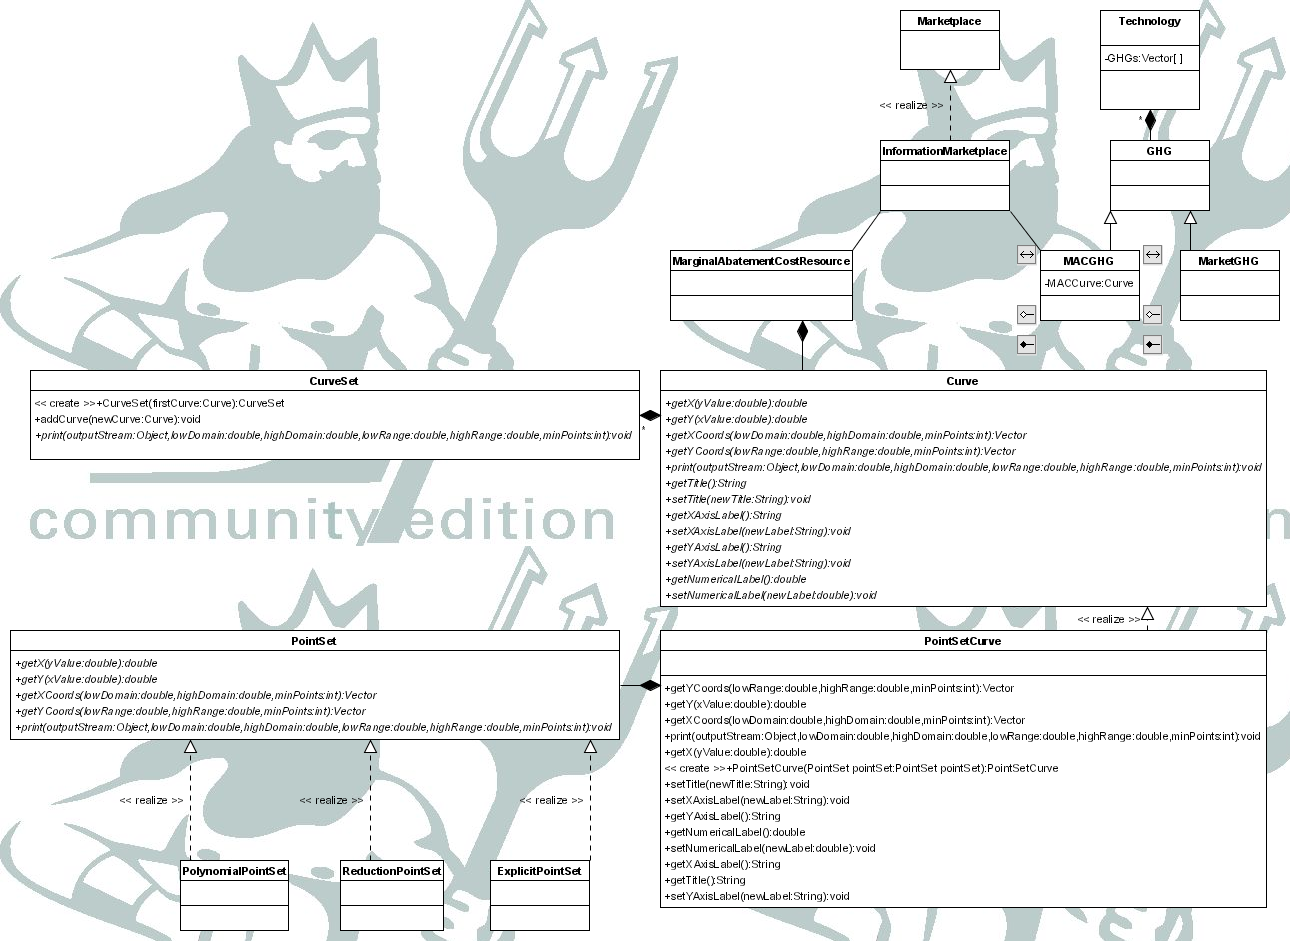 Marketplace
Technology
-GHGs:Vector[ ]
<< realize >>
*
InformationMarketplace
GHG
MarginalAbatementCostResource
MACGHG
-MACCurve:Curve
MarketGHG
CurveSet
<< create >>+CurveSet(firstCurve:Curve):CurveSet
+addCurve(newCurve:Curve):void
+print(outputStream:Object,lowDomain:double,highDomain:double,lowRange:double,highRange:double,minPoints:int):void
*
Curve
+getX(yValue:double):double
+getY(xValue:double):double
+getXCoords(lowDomain:double,highDomain:double,minPoints:int):Vector
+getYCoords(lowRange:double,highRange:double,minPoints:int):Vector
+print(outputStream:Object,lowDomain:double,highDomain:double,lowRange:double,highRange:double,minPoints:int):void
+getTitle():String
+setTitle(newTitle:String):void
+getXAxisLabel():String
+setXAxisLabel(newLabel:String):void
+getYAxisLabel():String
+setYAxisLabel(newLabel:String):void
+getNumericalLabel():double
+setNumericalLabel(newLabel:double):void
community edition
n
<< realize >>
PointSet
+getX(yValue:double):double
+getY(xValue:double):double
+getXCoords(lowDomain:double,highDomain:double,minPoints:int):Vector
+getYCoords(lowRange:double,highRange:double,minPoints:int):Vector
+print(outputStream:Object,lowDomain:double,highDomain:double,lowRange:double,highRange:double,minPoints:int):void
PointSetCurve
+getYCoords(lowRange:double,highRange:double,minPoints:int):Vector
+getY(xValue:double):double
+getXCoords(lowDomain:double,highDomain:double,minPoints:int):Vector
+print(outputStream:Object,lowDomain:double,highDomain:double,lowRange:double,highRange:double,minPoints:int):void
+getX(yValue:double):double
<< create >>+PointSetCurve(PointSet pointSet:PointSet pointSet):PointSetCurve
+setTitle(newTitle:String):void
+setXAxisLabel(newLabel:String):void
+getYAxisLabel():String
+getNumericalLabel():double
+setNumericalLabel(newLabel:double):void
+getXAxisLabel():String
+getTitle():String
+setYAxisLabel(newLabel:String):void
<< realize >>
<< realize >>
<< realize >>
PolynomialPointSet
ReductionPointSet
ExplicitPointSet